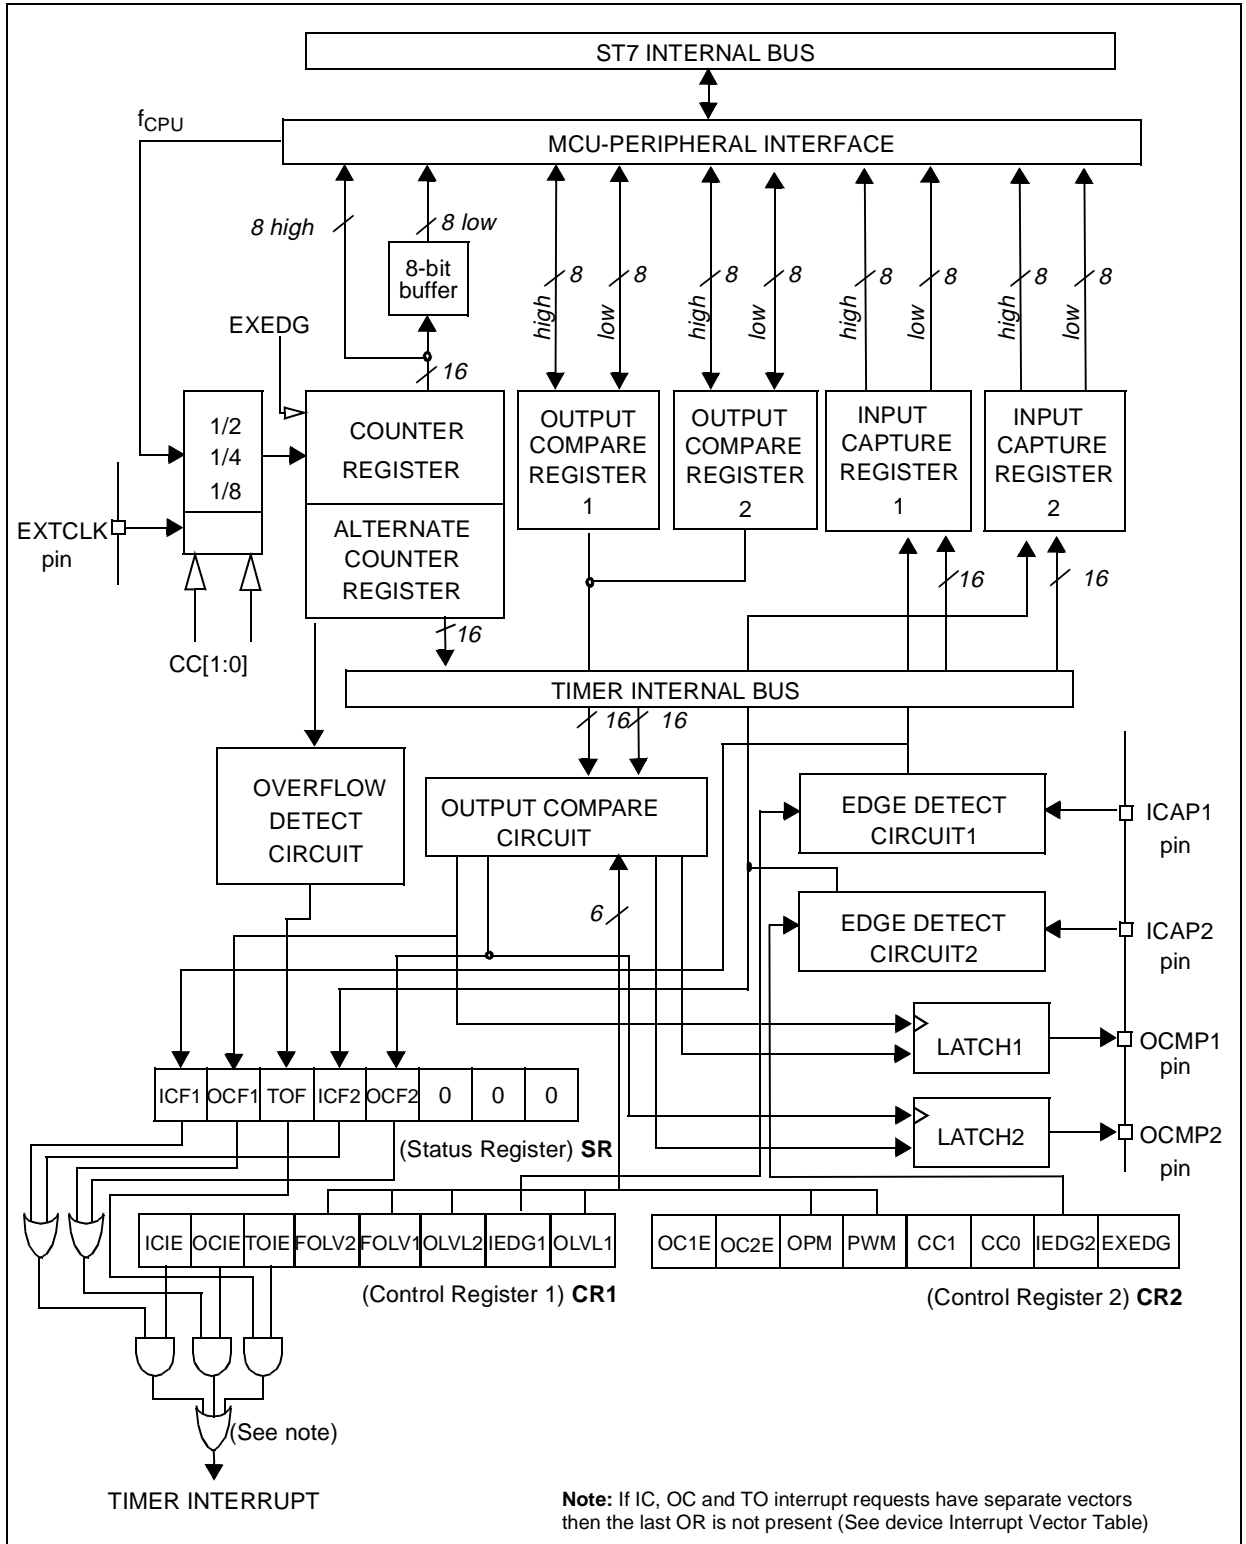 ST7 INTERNAL BUS
fCPU
MCU-PERIPHERAL INTERFACE
8 high
8 low
8-bit
buffer
EXEDG
16
high
8
low
8
high
8
low
8
high
8
low
8
high
8
low
8
1/2
1/4
1/8
COUNTER
REGISTER
ALTERNATE
COUNTER
REGISTER
OUTPUT
COMPARE
REGISTER
1
OUTPUT
COMPARE
REGISTER
2
INPUT
CAPTURE
REGISTER
1
INPUT
CAPTURE
REGISTER
2
EXTCLK
pin
CC[1:0]
16
16
16
TIMER INTERNAL BUS
16
16
OVERFLOW
DETECT
CIRCUIT
OUTPUT COMPARE
CIRCUIT
EDGE DETECT
CIRCUIT1
ICAP1
pin
6
EDGE DETECT
CIRCUIT2
ICAP2
pin
LATCH1
OCMP1
pin
LATCH2
OCMP2
pin
ICF1 OCF1 TOF ICF2 OCF2 0 0 0
(Status Register) SR
ICIE OCIE TOIE FOLV2 FOLV1 OLVL2 IEDG1 OLVL1
(Control Register 1) CR1
OC1E OC2E OPM PWM CC1 CC0 IEDG2 EXEDG
(Control Register 2) CR2
(See note)
TIMER INTERRUPT
Note: If IC, OC and TO interrupt requests have separate vectors
then the last OR is not present (See device Interrupt Vector Table)